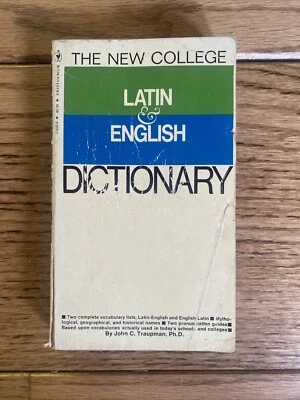 THE NEW COLLEGE
LATIN
&
ENGLISH
DICTIONARY
■ Two complete vocabulary lists, Latin-English and English Latin ■ Mytho-
logical, geographical, and historical names ■ Two pronunciation guides ■
Based upon vocabularies actually used in today's schools and colleges ■
By John C. Traupman, Ph.D.